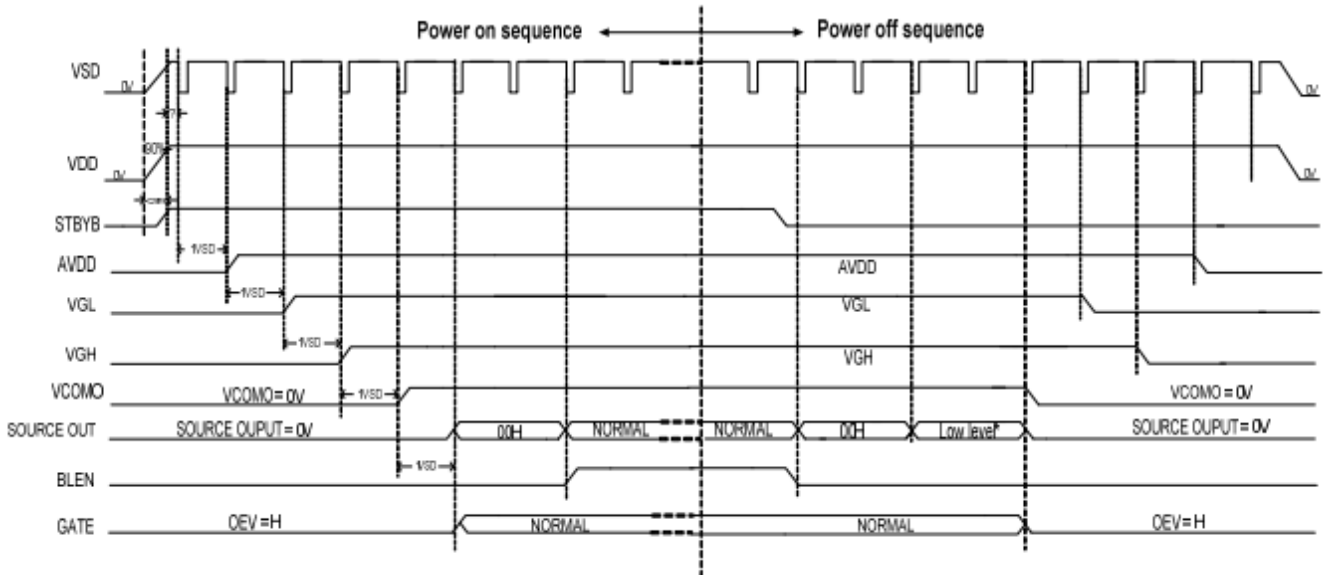 Power on sequence
Power off sequence
VSD
0V
0V
90%
VDD
0V
0V
STBYB
1VSD
AVDD
AVDD
1VSD
VGL
VGL
1VSD
VGH
VGH
VCOMO
VCOMO = 0V
1VSD
VCOMO = 0V
SOURCE OUT
SOURCE OUPUT = 0V
00H
NORMAL
NORMAL
00H
Low level*
SOURCE OUPUT = 0V
1VSD
BLEN
GATE
OEV =H
NORMAL
NORMAL
OEV = H